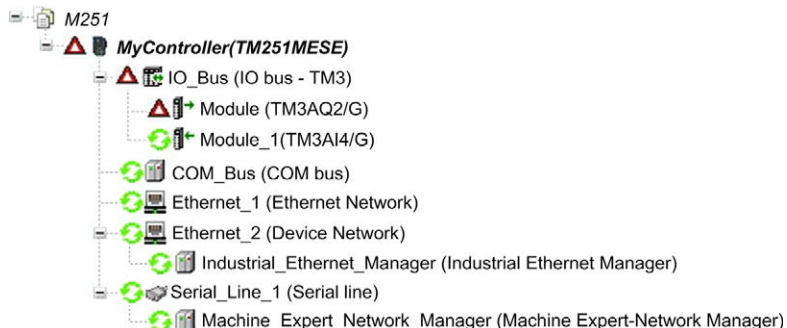 M251
MyController(TM251MESE)
IO_Bus (IO bus - TM3)
Module (TM3AQ2/G)
Module_1(TM3AI4/G)
COM_Bus (COM bus)
Ethernet_1 (Ethernet Network)
Ethernet_2 (Device Network)
Industrial_Ethernet_Manager (Industrial Ethernet Manager)
Serial_Line_1 (Serial line)
Machine_Expert_Network_Manager (Machine Expert-Network Manager)